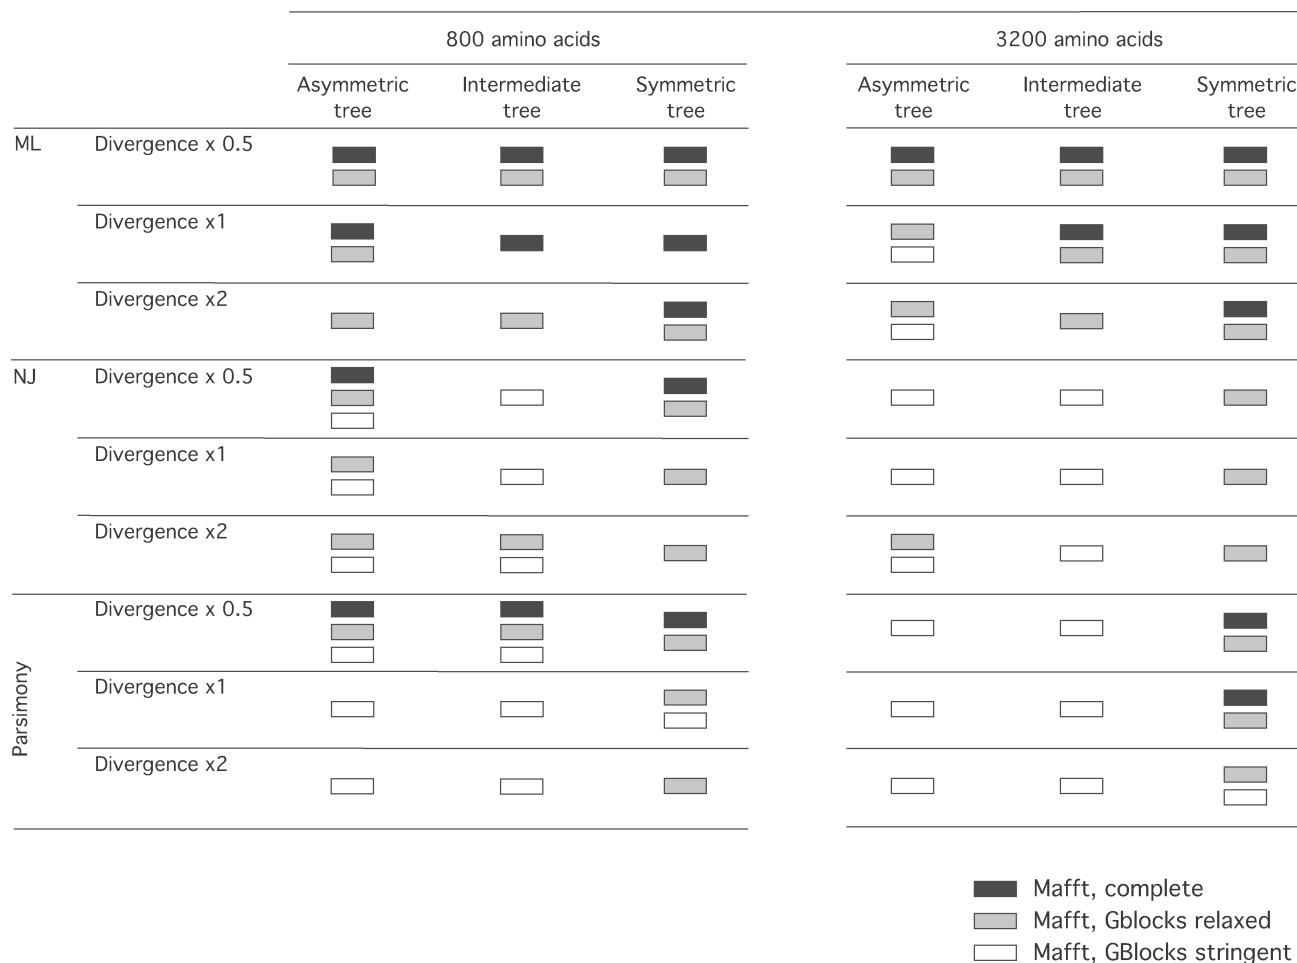 800 amino acids
3200 amino acids
Asymmetric tree
Intermediate tree
Symmetric tree
Asymmetric tree
Intermediate tree
Symmetric tree
ML
Divergence x 0.5
Divergence x1
Divergence x2
NJ
Divergence x 0.5
Divergence x1
Divergence x2
Parsimony
Divergence x 0.5
Divergence x1
Divergence x2
Mafft, complete
Mafft, Gblocks relaxed
Mafft, GBlocks stringent